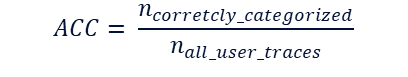 ACC = n_corretcly_categorized / n_all_user_traces